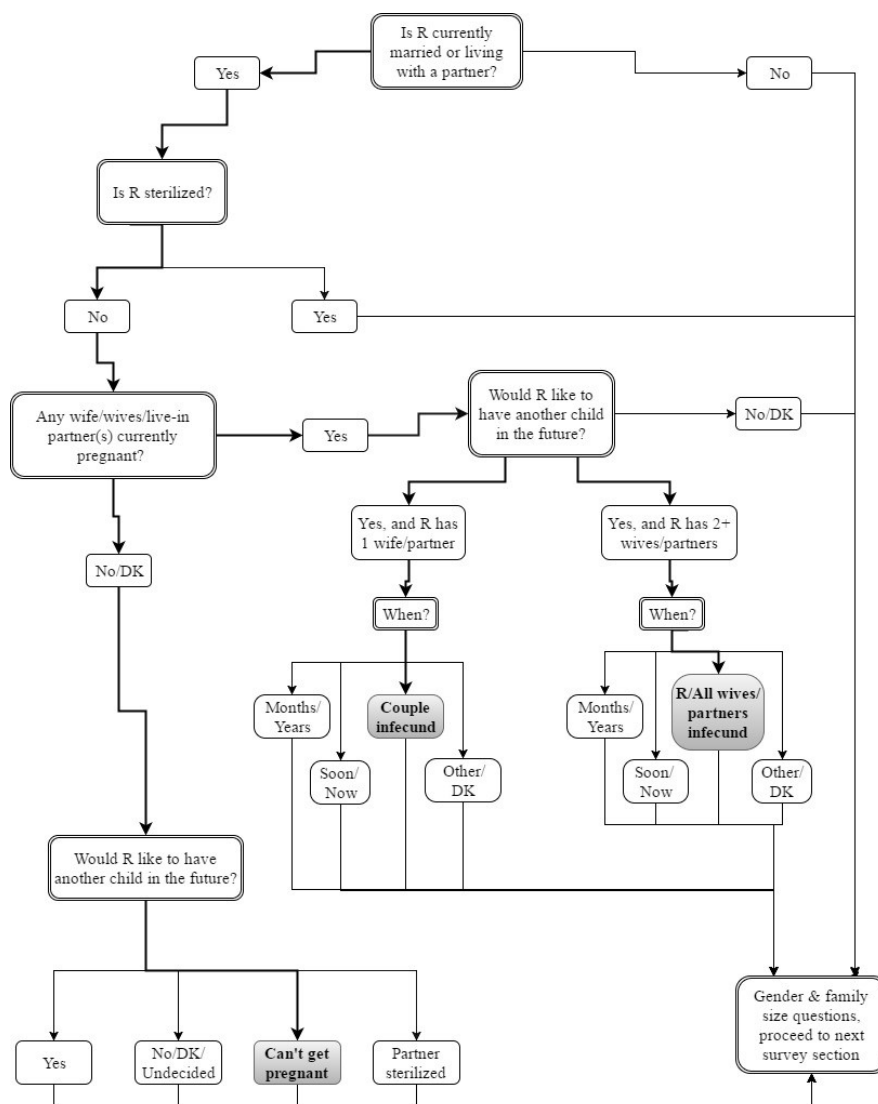 Is R currently
married or living
with a partner?
Yes
No
Is R sterilized?
No
Yes
Any wife/wives/live-in
partner(s) currently
pregnant?
Yes
Would R like to
have another child
in the future?
No/DK
Yes, and R has
1 wife/partner
Yes, and R has 2+
wives/partners
No/DK
When?
When?
Months/
Years
Couple
infecund
Soon/
Now
Other/
DK
Months/
Years
R/All wives/
partners
infecund
Soon/
Now
Other/
DK
Would R like to have
another child in the future?
Yes
No/DK/
Undecided
Can't get
pregnant
Partner
sterilized
Gender & family
size questions,
proceed to next
survey section